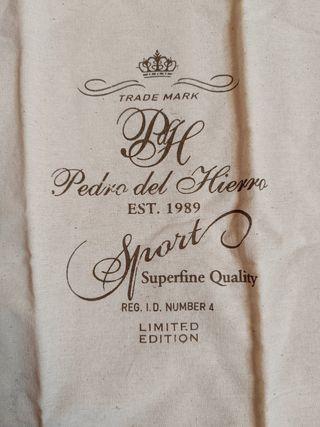 TRADE MARK
PdH
Pedro del Hierro
EST. 1989
Sport
Superfine Quality
REG. I.D. NUMBER 4
LIMITED
EDITION